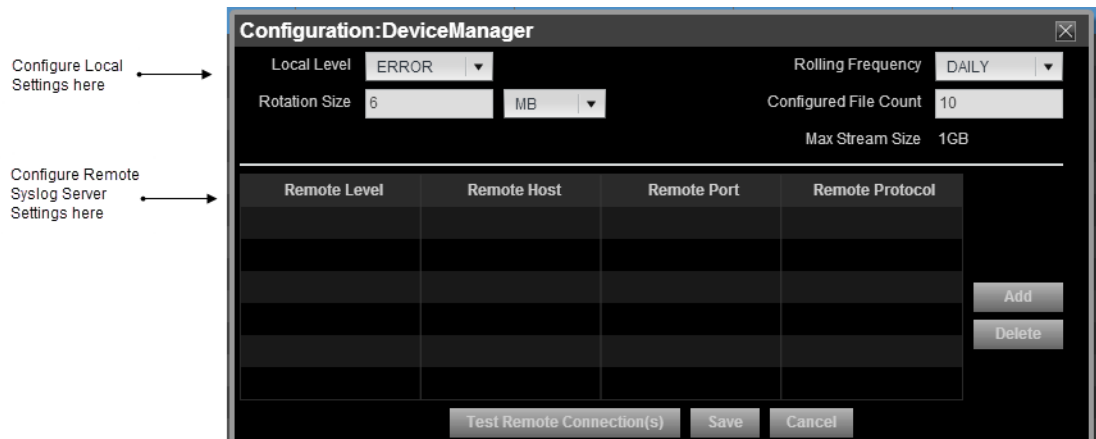 Configuration:DeviceManager
Configure Local
Settings here
Local Level ERROR Rolling Frequency DAILY
Rotation Size 6 MB Configured File Count 10
Max Stream Size 1GB
Configure Remote
Syslog Server
Settings here
Remote Level Remote Host Remote Port Remote Protocol
Add
Delete
Test Remote Connection(s) Save Cancel